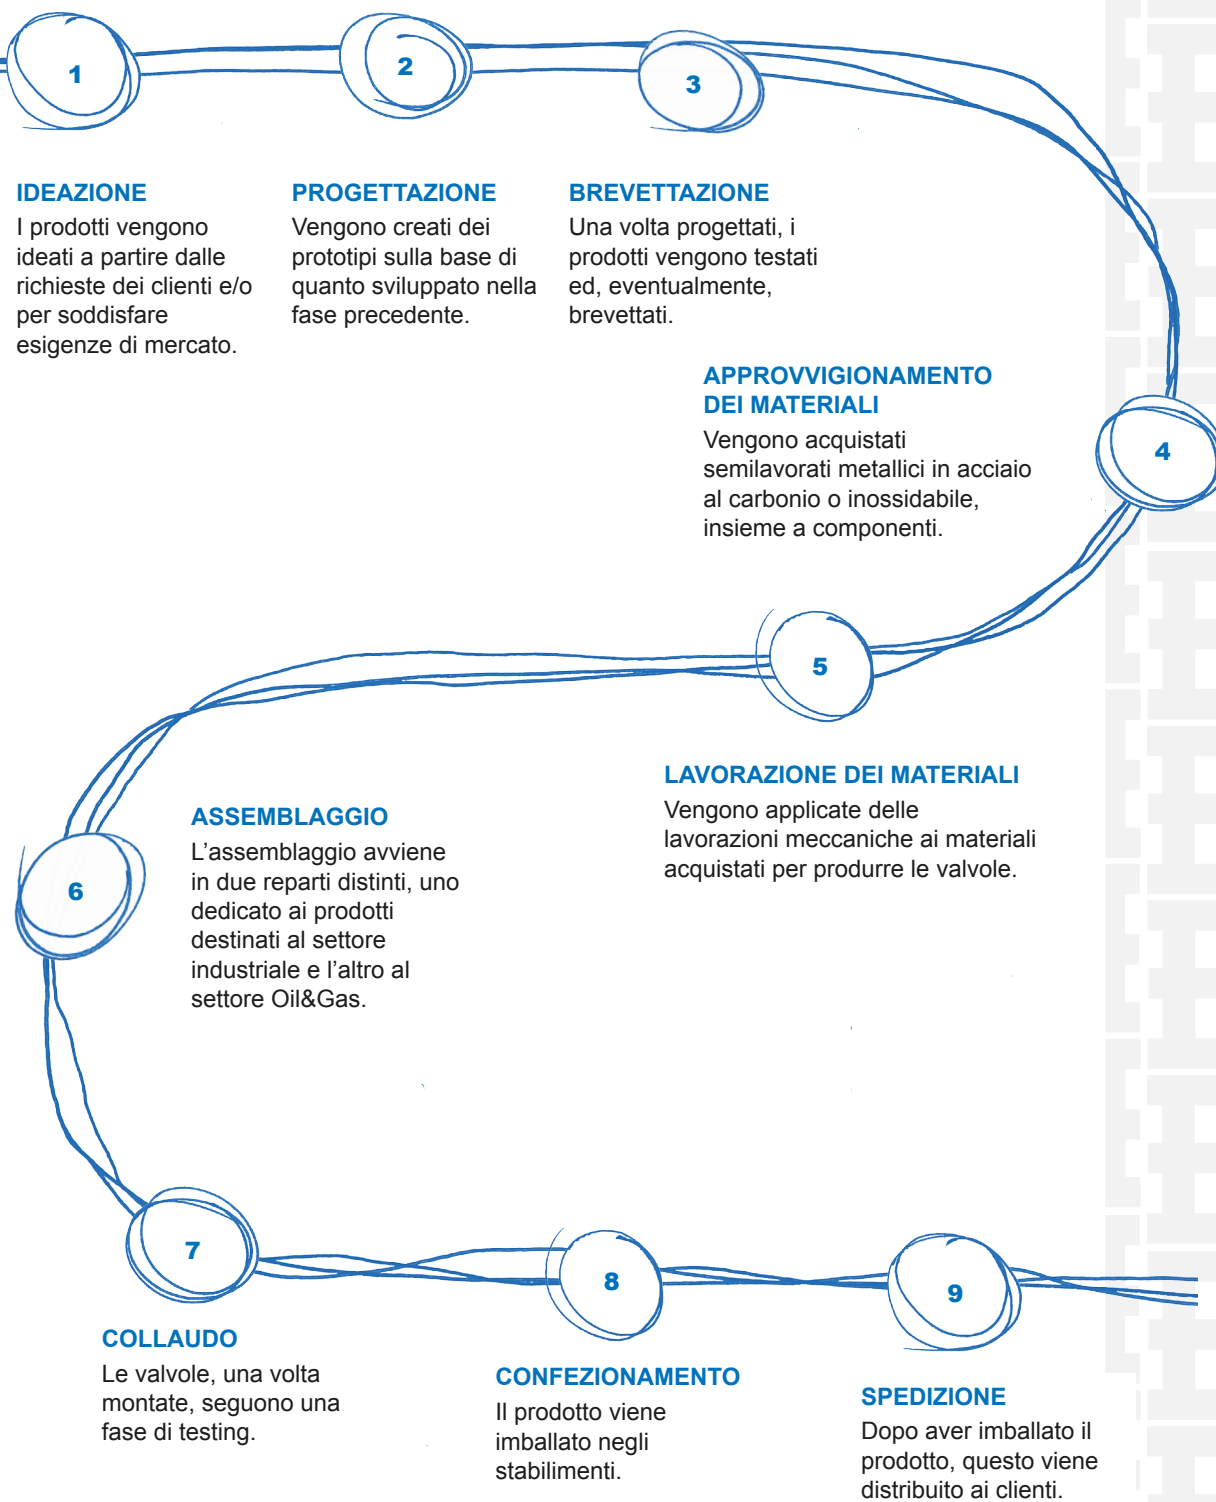 1
2
3
IDEAZIONE
I prodotti vengono
ideati a partire dalle
richieste dei clienti e/o
per soddisfare
esigenze di mercato.
PROGETTAZIONE
Vengono creati dei
prototipi sulla base di
quanto sviluppato nella
fase precedente.
BREVETTAZIONE
Una volta progettati, i
prodotti vengono testati
ed, eventualmente,
brevettati.
4
APPROVVIGIONAMENTO
DEI MATERIALI
Vengono acquistati
semilavorati metallici in acciaio
al carbonio o inossidabile,
insieme a componenti.
5
LAVORAZIONE DEI MATERIALI
Vengono applicate delle
lavorazioni meccaniche ai materiali
acquistati per produrre le valvole.
6
ASSEMBLAGGIO
L’assemblaggio avviene
in due reparti distinti, uno
dedicato ai prodotti
destinati al settore
industriale e l’altro al
settore Oil&Gas.
7
COLLAUDO
Le valvole, una volta
montate, seguono una
fase di testing.
8
CONFEZIONAMENTO
Il prodotto viene
imballato negli
stabilimenti.
9
SPEDIZIONE
Dopo aver imballato il
prodotto, questo viene
distribuito ai clienti.